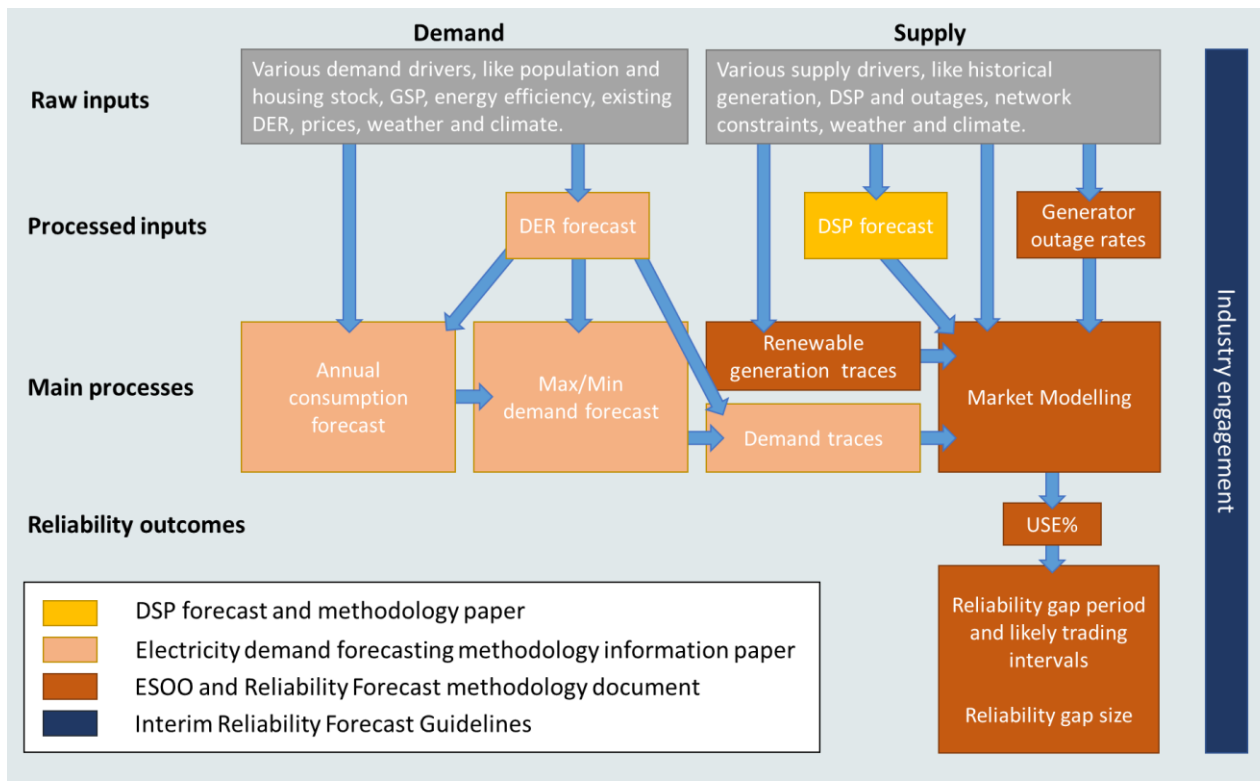 Demand
Supply
Raw inputs
Various demand drivers, like population and
housing stock, GSP, energy efficiency, existing
DER, prices, weather and climate.
Various supply drivers, like historical
generation, DSP and outages, network
constraints, weather and climate.
Processed inputs
DER forecast
DSP forecast
Generator
outage rates
Main processes
Annual
consumption
forecast
Max/Min
demand forecast
Renewable
generation traces
Demand traces
Market Modelling
Reliability outcomes
USE%
Reliability gap period
and likely trading
intervals
Reliability gap size
DSP forecast and methodology paper
Electricity demand forecasting methodology information paper
ESOO and Reliability Forecast methodology document
Interim Reliability Forecast Guidelines
Industry engagement